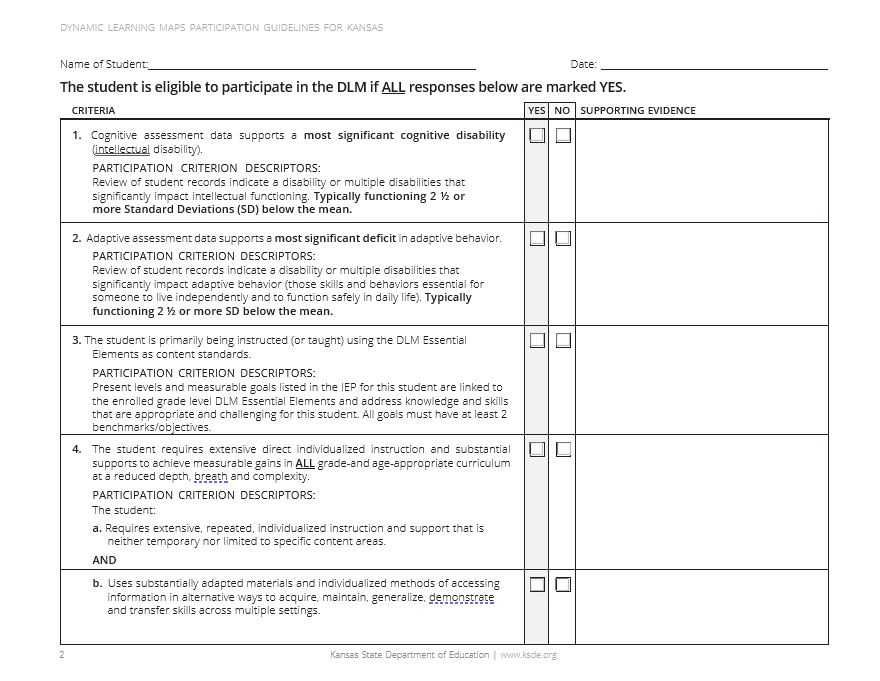 DYNAMIC LEARNING MAPS PARTICIPATION GUIDELINES FOR KANSAS
Name of Student: Date:
The student is eligible to participate in the DLM if ALL responses below are marked YES.
CRITERIA YES NO SUPPORTING EVIDENCE
1. Cognitive assessment data supports a most significant cognitive disability
(intellectual disability).
PARTICIPATION CRITERION DESCRIPTORS:
Review of student records indicate a disability or multiple disabilities that
significantly impact intellectual functioning. Typically functioning 2 ½ or
more Standard Deviations (SD) below the mean.
2. Adaptive assessment data supports a most significant deficit in adaptive behavior.
PARTICIPATION CRITERION DESCRIPTORS:
Review of student records indicate a disability or multiple disabilities that
significantly impact adaptive behavior (those skills and behaviors essential for
someone to live independently and to function safely in daily life). Typically
functioning 2 ½ or more SD below the mean.
3. The student is primarily being instructed (or taught) using the DLM Essential
Elements as content standards.
PARTICIPATION CRITERION DESCRIPTORS:
Present levels and measurable goals listed in the IEP for this student are linked to
the enrolled grade level DLM Essential Elements and address knowledge and skills
that are appropriate and challenging for this student. All goals must have at least 2
benchmarks/objectives.
4. The student requires extensive direct individualized instruction and substantial
supports to achieve measurable gains in ALL grade-and age-appropriate curriculum
at a reduced depth, breath and complexity.
PARTICIPATION CRITERION DESCRIPTORS:
The student:
a. Requires extensive, repeated, individualized instruction and support that is
neither temporary nor limited to specific content areas.
AND
b. Uses substantially adapted materials and individualized methods of accessing
information in alternative ways to acquire, maintain, generalize, demonstrate
and transfer skills across multiple settings.
2 Kansas State Department of Education | www.ksde.org